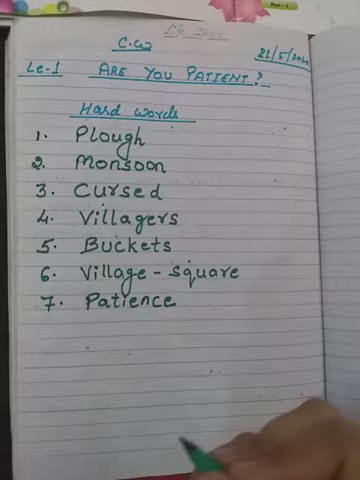 C.W
21/5/2020
Le-1 ARE YOU PATIENT?
Hard words
1. Plough
2. Monsoon
3. Cursed
4. Villagers
5. Buckets
6. Village - Square
7. Patience